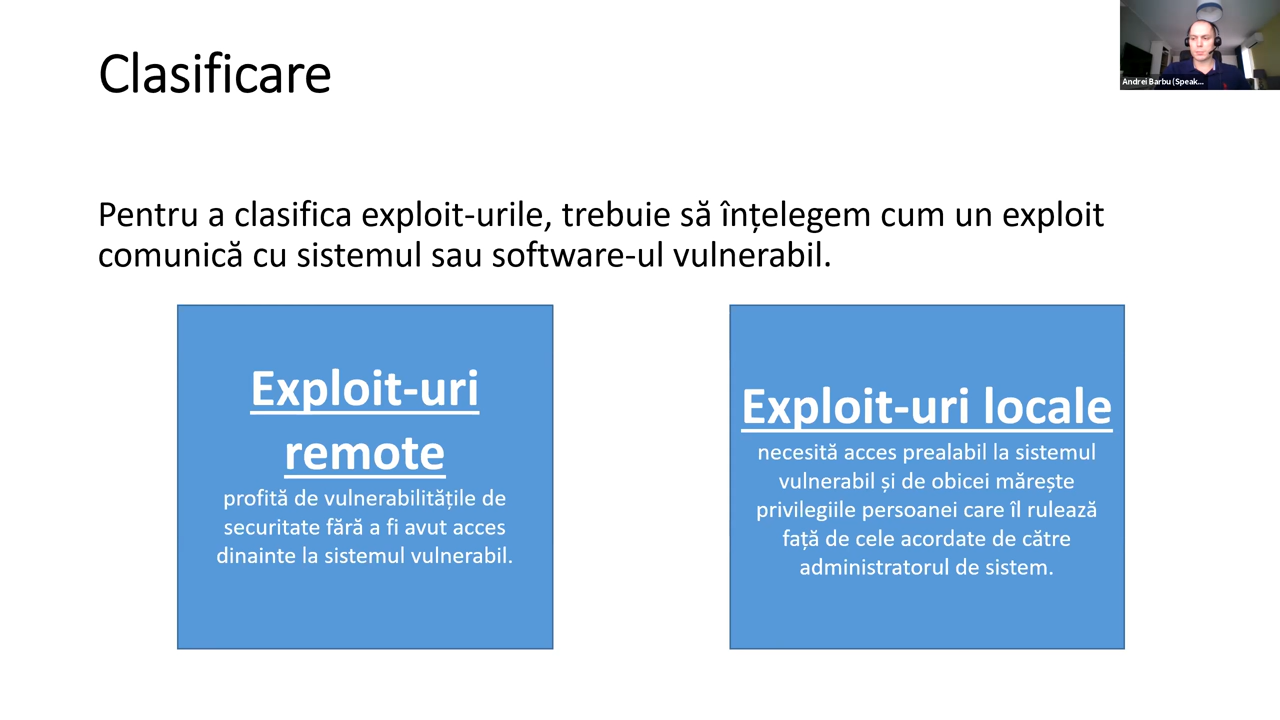 Clasificare
Andrei Barbu (Speak...
Pentru a clasifica exploit-urile, trebuie să înțelegem cum un exploit
comunică cu sistemul sau software-ul vulnerabil.
Exploit-uri
remote
profită de vulnerabilitățile de
securitate fără a fi avut acces
dinainte la sistemul vulnerabil.
Exploit-uri locale
necesită acces prealabil la sistemul
vulnerabil și de obicei mărește
privilegiile persoanei care îl rulează
față de cele acordate de către
administratorul de sistem.